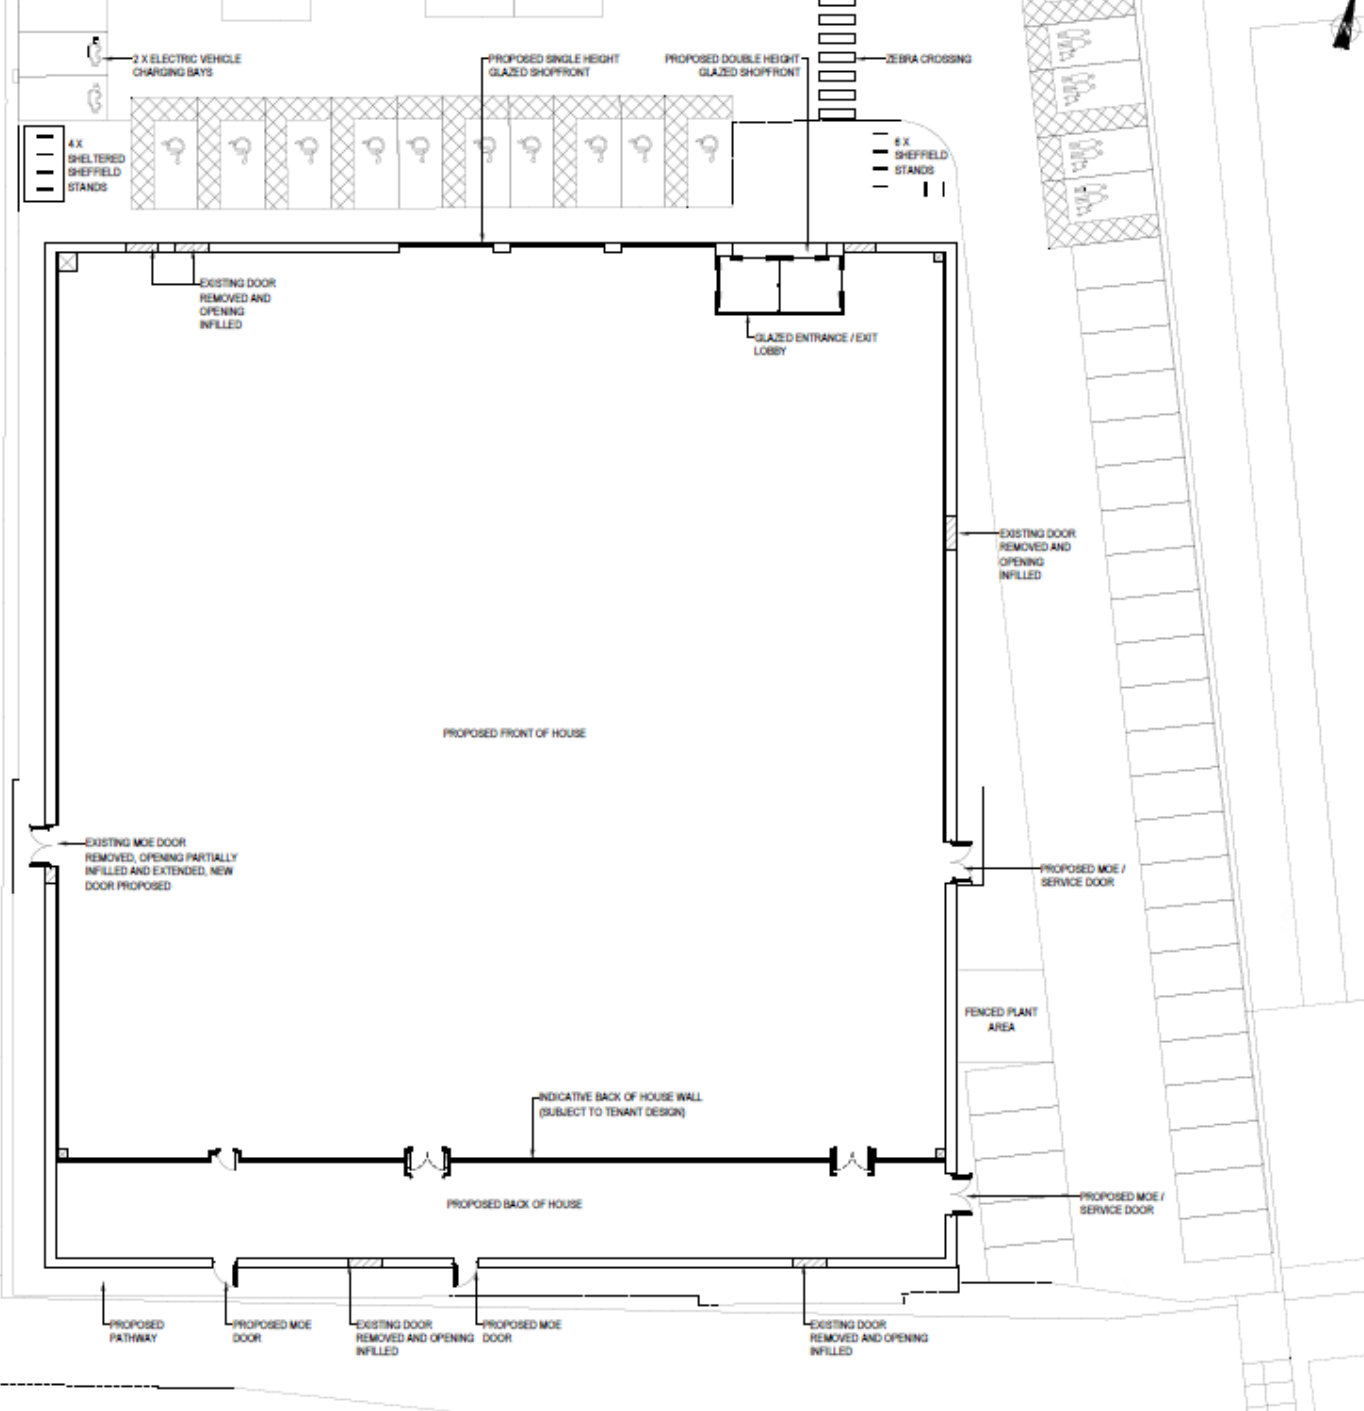 2 X ELECTRIC VEHICLE
CHARGING BAYS
PROPOSED SINGLE HEIGHT
GLAZED SHOPFRONT
PROPOSED DOUBLE HEIGHT
GLAZED SHOPFRONT
ZEBRA CROSSING
4 X
SHELTERED
SHEFFIELD
STANDS
6 X
SHEFFIELD
STANDS
EXISTING DOOR
REMOVED AND
OPENING
INFILLED
GLAZED ENTRANCE / EXIT
LOBBY
EXISTING DOOR
REMOVED AND
OPENING
INFILLED
PROPOSED FRONT OF HOUSE
EXISTING MOE DOOR
REMOVED, OPENING PARTIALLY
INFILLED AND EXTENDED, NEW
DOOR PROPOSED
PROPOSED MOE /
SERVICE DOOR
FENCED PLANT
AREA
INDICATIVE BACK OF HOUSE WALL
(SUBJECT TO TENANT DESIGN)
PROPOSED BACK OF HOUSE
PROPOSED MOE /
SERVICE DOOR
PROPOSED
PATHWAY
PROPOSED MOE
DOOR
EXISTING DOOR
REMOVED AND OPENING
INFILLED
PROPOSED MOE
DOOR
EXISTING DOOR
REMOVED AND OPENING
INFILLED